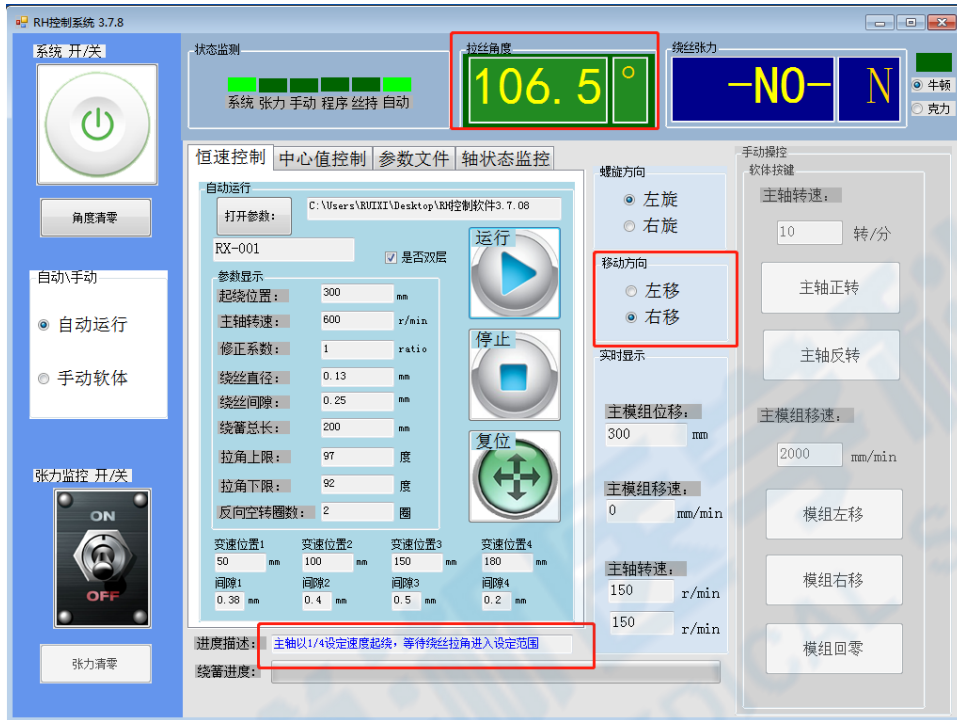 RH控制系统 3.7.8
系统 开/关
角度清零
自动\手动
自动运行
手动软体
张力监控 开/关
ON
OFF
张力清零
状态监测
系统 张力 手动 程序 丝持 自动
拉丝角度
106.5 °
绕丝张力
-NO- N
牛顿
克力
恒速控制 中心值控制 参数文件 轴状态监控
自动运行
打开参数: C:\Users\RUIXI\Desktop\RH控制软件3.7.08
RX-001 是否双层
参数显示
起绕位置: 300 mm
主轴转速: 600 r/min
修正系数: 1 ratio
绕丝直径: 0.13 mm
绕丝间隙: 0.25 mm
绕簧总长: 200 mm
拉角上限: 97 度
拉角下限: 92 度
反向空转圈数: 2 圈
运行
停止
复位
变速位置1 变速位置2 变速位置3 变速位置4
50 mm 100 mm 150 mm 180 mm
间隙1 间隙2 间隙3 间隙4
0.38 mm 0.4 mm 0.5 mm 0.2 mm
进度描述: 主轴以1/4设定速度起绕，等待绕丝拉角进入设定范围
绕簧进度:
螺旋方向
左旋
右旋
移动方向
左移
右移
实时显示
主模组位移:
300 mm
主模组移速:
0 mm/min
主轴转速:
150 r/min
150 r/min
手动操控
软体按键
主轴转速:
10 转/分
主轴正转
主轴反转
主模组移速:
2000 mm/min
模组左移
模组右移
模组回零